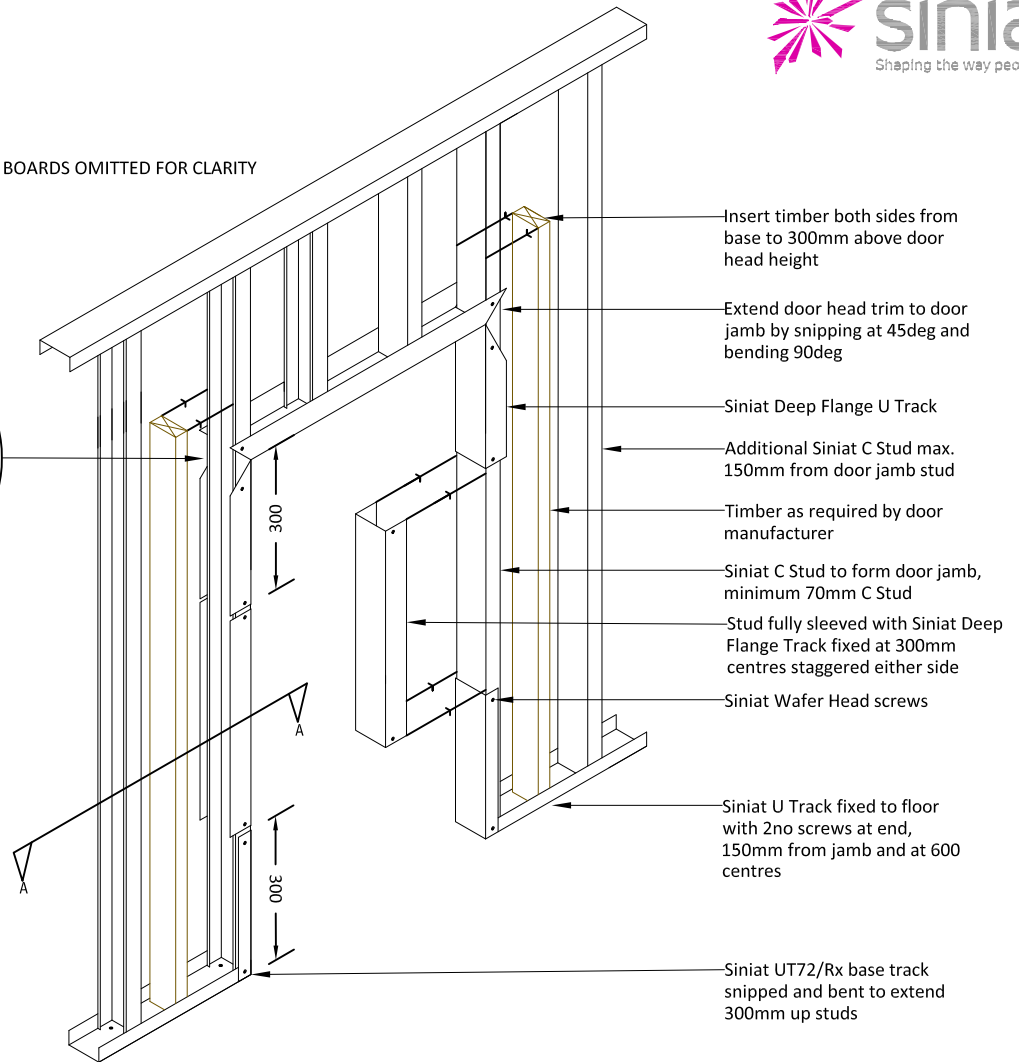 Shaping the way
BOARDS OMITTED FOR CLARITY
Insert timber both sides from
base to 300mm above door
head height
Extend door head trim to door
jamb by snipping at 45deg and
bending 90deg
Siniat Deep Flange U Track
Additional Siniat C Stud max.
150mm from door jamb stud
Timber as required by door
manufacturer
Siniat C Stud to form door jamb,
minimum 70mm C Stud
Stud fully sleeved with Siniat Deep
Flange Track fixed at 300mm
centres staggered either side
Siniat Wafer Head screws
Siniat U Track fixed to floor
with 2no screws at end,
150mm from jamb and at 600
centres
Siniat UT72/Rx base track
snipped and bent to extend
300mm up studs
300
300
A
A